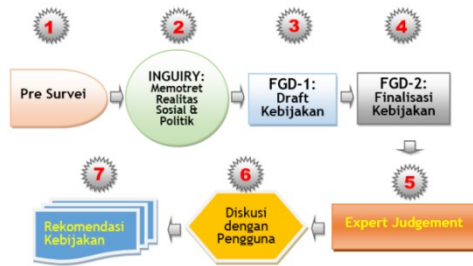 1
2
3
4
Pre Survei
INGUIRY:
Memotret
Realitas
Sosial &
Politik
FGD-1:
Draft
Kebijakan
FGD-2:
Finalisasi
Kebijakan
7
6
5
Rekomendasi
Kebijakan
Diskusi
dengan
Pengguna
Expert Judgement